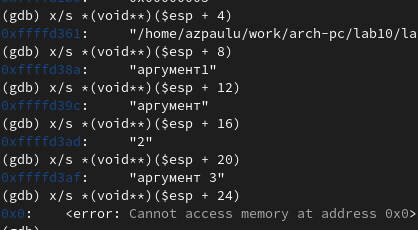 (gdb) x/s *(void**)($esp + 4)
0xffffd361:    "/home/azpaulu/work/arch-pc/lab10/la
(gdb) x/s *(void**)($esp + 8)
0xffffd38a:    "аргумент1"
(gdb) x/s *(void**)($esp + 12)
0xffffd39c:    "аргумент"
(gdb) x/s *(void**)($esp + 16)
0xffffd3ad:    "2"
(gdb) x/s *(void**)($esp + 20)
0xffffd3af:    "аргумент 3"
(gdb) x/s *(void**)($esp + 24)
0x0:    <error: Cannot access memory at address 0x0>
(gdb)